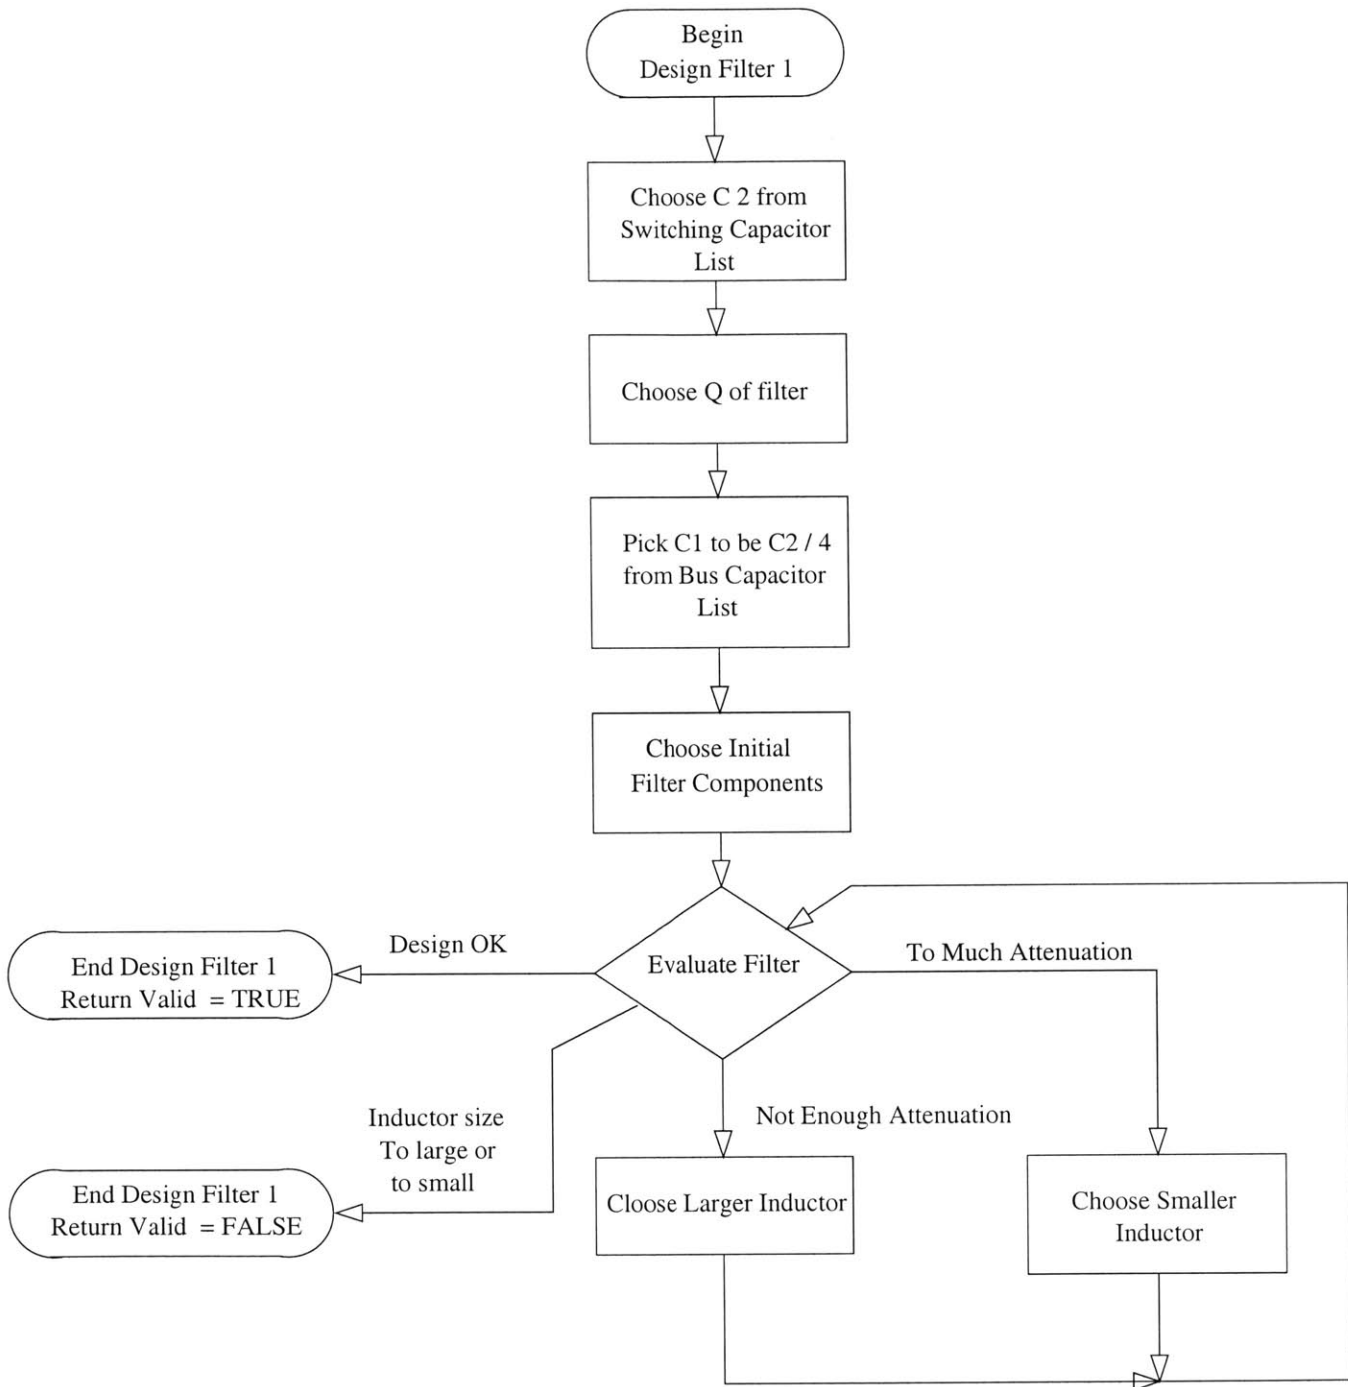 Begin
Design Filter 1
Choose C 2 from
Switching Capacitor
List
Choose Q of filter
Pick C1 to be C2 / 4
from Bus Capacitor
List
Choose Initial
Filter Components
Evaluate Filter
Design OK
To Much Attenuation
End Design Filter 1
Return Valid = TRUE
Inductor size
To large or
to small
Not Enough Attenuation
End Design Filter 1
Return Valid = FALSE
Cloose Larger Inductor
Choose Smaller
Inductor